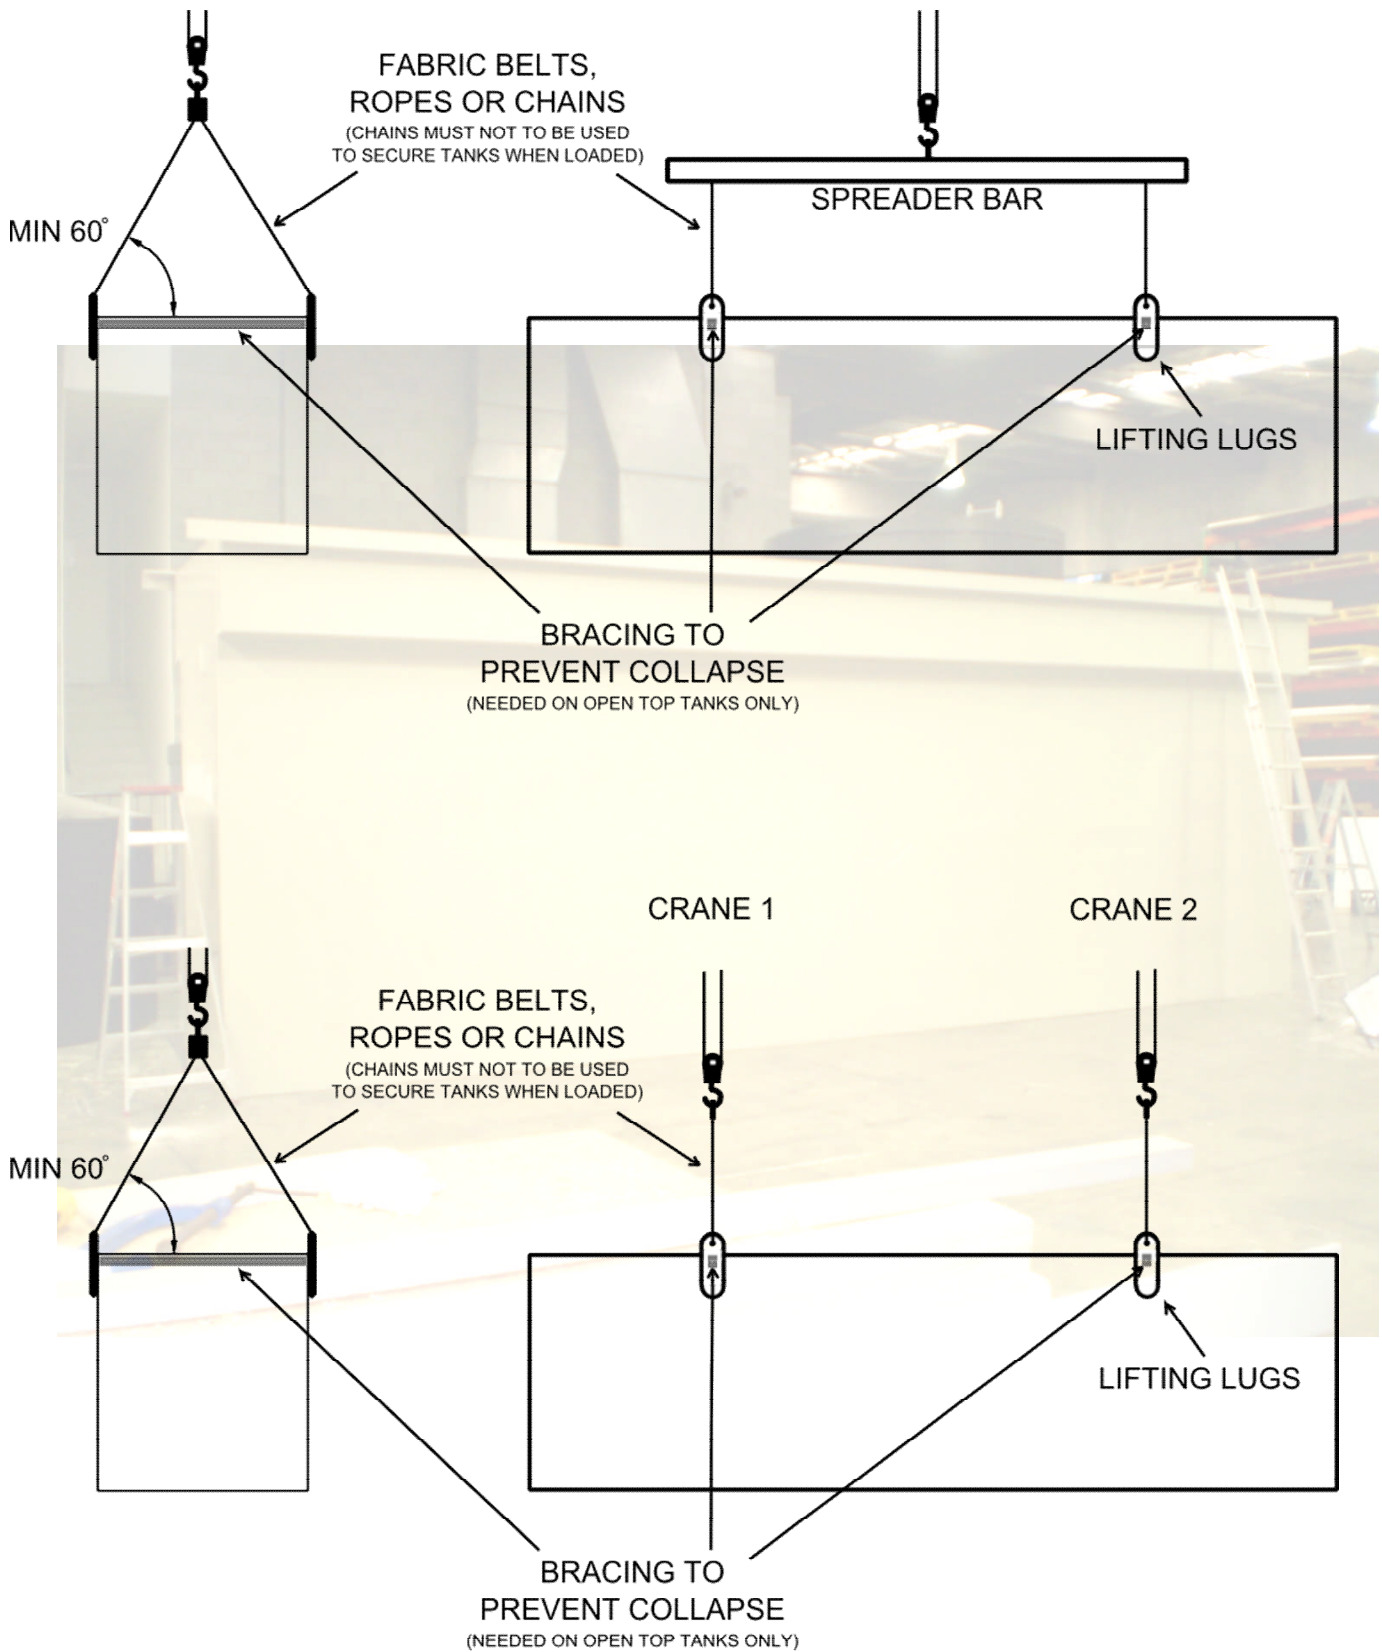 FABRIC BELTS,
ROPES OR CHAINS
(CHAINS MUST NOT TO BE USED
TO SECURE TANKS WHEN LOADED)
SPREADER BAR
MIN 60°
LIFTING LUGS
BRACING TO
PREVENT COLLAPSE
(NEEDED ON OPEN TOP TANKS ONLY)
CRANE 1
CRANE 2
FABRIC BELTS,
ROPES OR CHAINS
(CHAINS MUST NOT TO BE USED
TO SECURE TANKS WHEN LOADED)
MIN 60°
LIFTING LUGS
BRACING TO
PREVENT COLLAPSE
(NEEDED ON OPEN TOP TANKS ONLY)